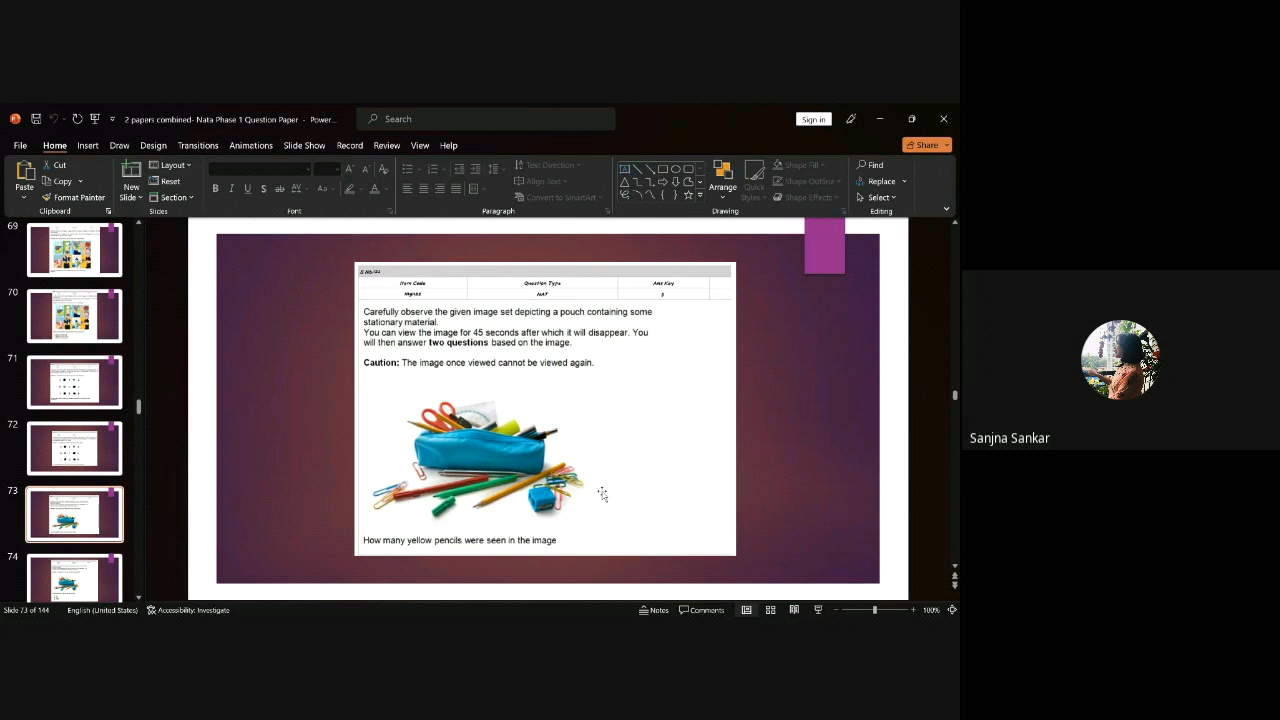 2 papers combined- Nata Phase 1 Question Paper - Power...
Search
Sign in
File Home Insert Draw Design Transitions Animations Slide Show Record Review View Help
Share
Paste
Cut
Copy
Format Painter
Clipboard
New
Slide
Layout
Reset
Section
Slides
Font
Text Direction
Align Text
Convert to SmartArt
Paragraph
Arrange
Quick
Styles
Shape Fill
Shape Outline
Shape Effects
Drawing
Find
Replace
Select
Editing
69
70
71
72
73
74
Item Code Question Type Ans Key
NAT 3
Carefully observe the given image set depicting a pouch containing some
stationary material.
You can view the image for 45 seconds after which it will disappear. You
will then answer two questions based on the image.
Caution: The image once viewed cannot be viewed again.
How many yellow pencils were seen in the image
Sanjna Sankar
Slide 73 of 144 English (United States) Accessibility: Investigate
Notes Comments 100%